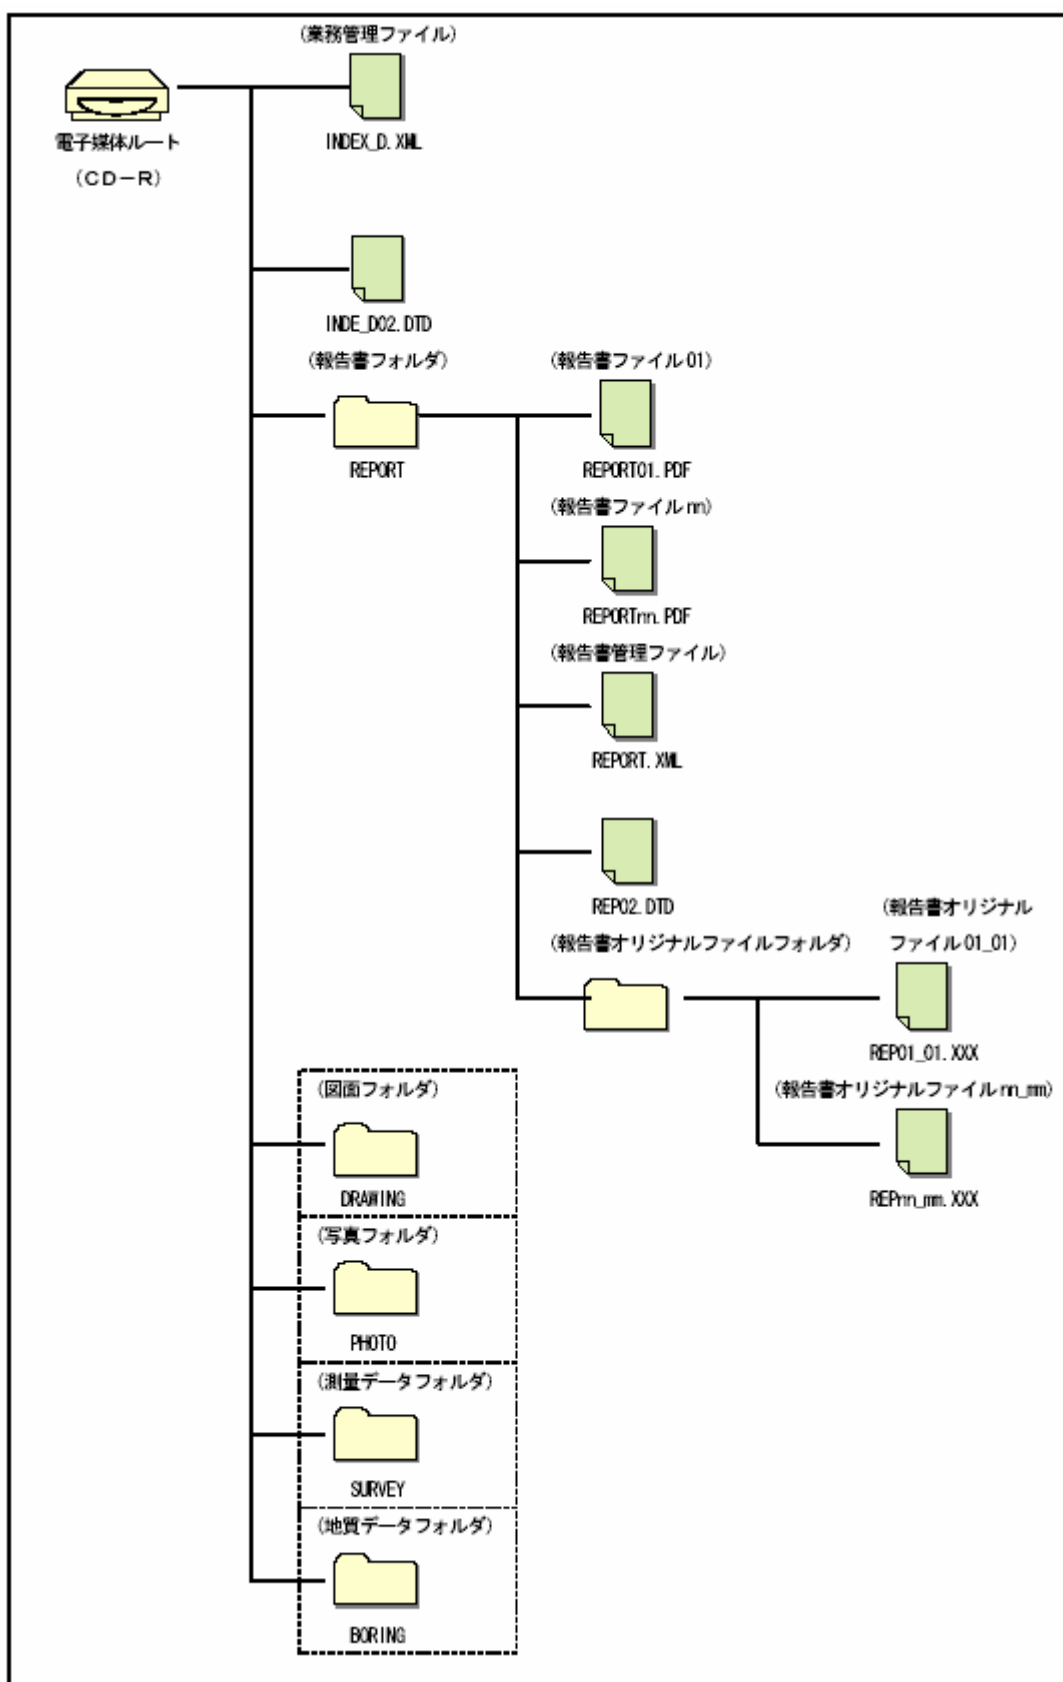 （業務管理ファイル）
電子媒体ルート
（ＣＤ－Ｒ）
INDEX_D.XML
INDE_D02.DTD
（報告書フォルダ）
REPORT
（報告書ファイル01）
REPORT01.PDF
（報告書ファイルnn）
REPORTnn.PDF
（報告書管理ファイル）
REPORT.XML
REP02.DTD
（報告書オリジナルファイルフォルダ）
（報告書オリジナル
ファイル01_01）
REP01_01.XXX
（報告書オリジナルファイルnn_mm）
REPnn_mm.XXX
（図面フォルダ）
DRAWING
（写真フォルダ）
PHOTO
（測量データフォルダ）
SURVEY
（地質データフォルダ）
BORING